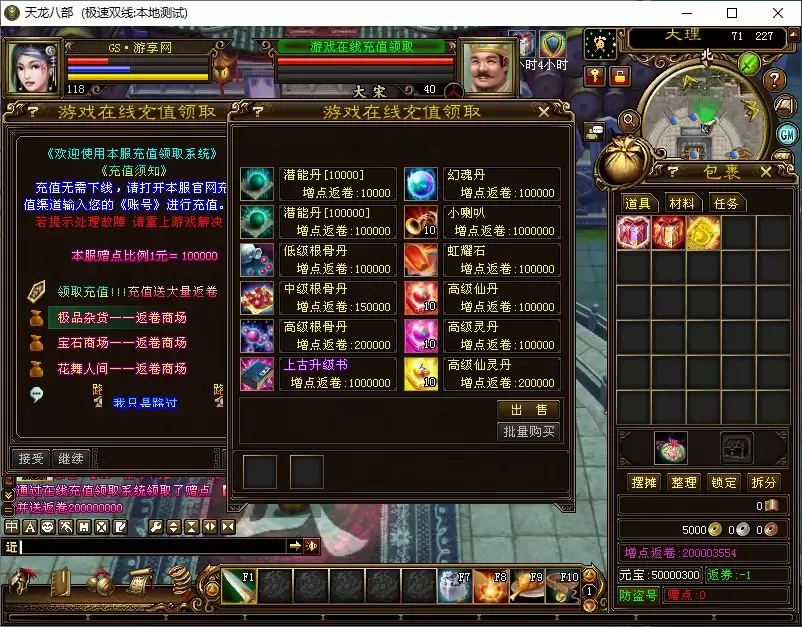 天龙八部 (极速双线:本地测试)
GS·游享网
118
游戏在线充值领取
大宋
40
时4小时
大理
71 227
北
GM
? 游戏在线充值领取
《欢迎使用本服充值领取系统》
《充值须知》
充值无需下线，请打开本服官网充
值渠道输入您的《账号》进行充值。
若提示处理故障 请重上游戏解决
本服赠点比例1元＝100000
领取充值!!!充值送大量返卷
极品杂货——返卷商场
宝石商场——返卷商场
花舞人间——返卷商场
我只是路过
接受 继续
? 游戏在线充值领取
潜能丹[10000]
增点返卷:10000
幻魂丹
增点返卷:100000
潜能丹[100000]
增点返卷:100000
10
小喇叭
增点返卷:1000000
低级根骨丹
增点返卷:100000
虹耀石
增点返卷:100000
中级根骨丹
增点返卷:150000
10
高级仙丹
增点返卷:100000
高级根骨丹
增点返卷:200000
10
高级灵丹
增点返卷:100000
上古升级书
增点返卷:1000000
10
高级仙灵丹
增点返卷:200000
出 售
批量购买
? 包裹
道具 材料 任务
摆摊 整理 锁定 拆分
0
5000 0 0
增点返卷:200003554
元宝:50000300 返券:-1
防盗号 赠点:0
通过在线充值领取系统领取了赠点
并送返卷200000000
中 A H
近
F1 F7 F8 F9 F10
1